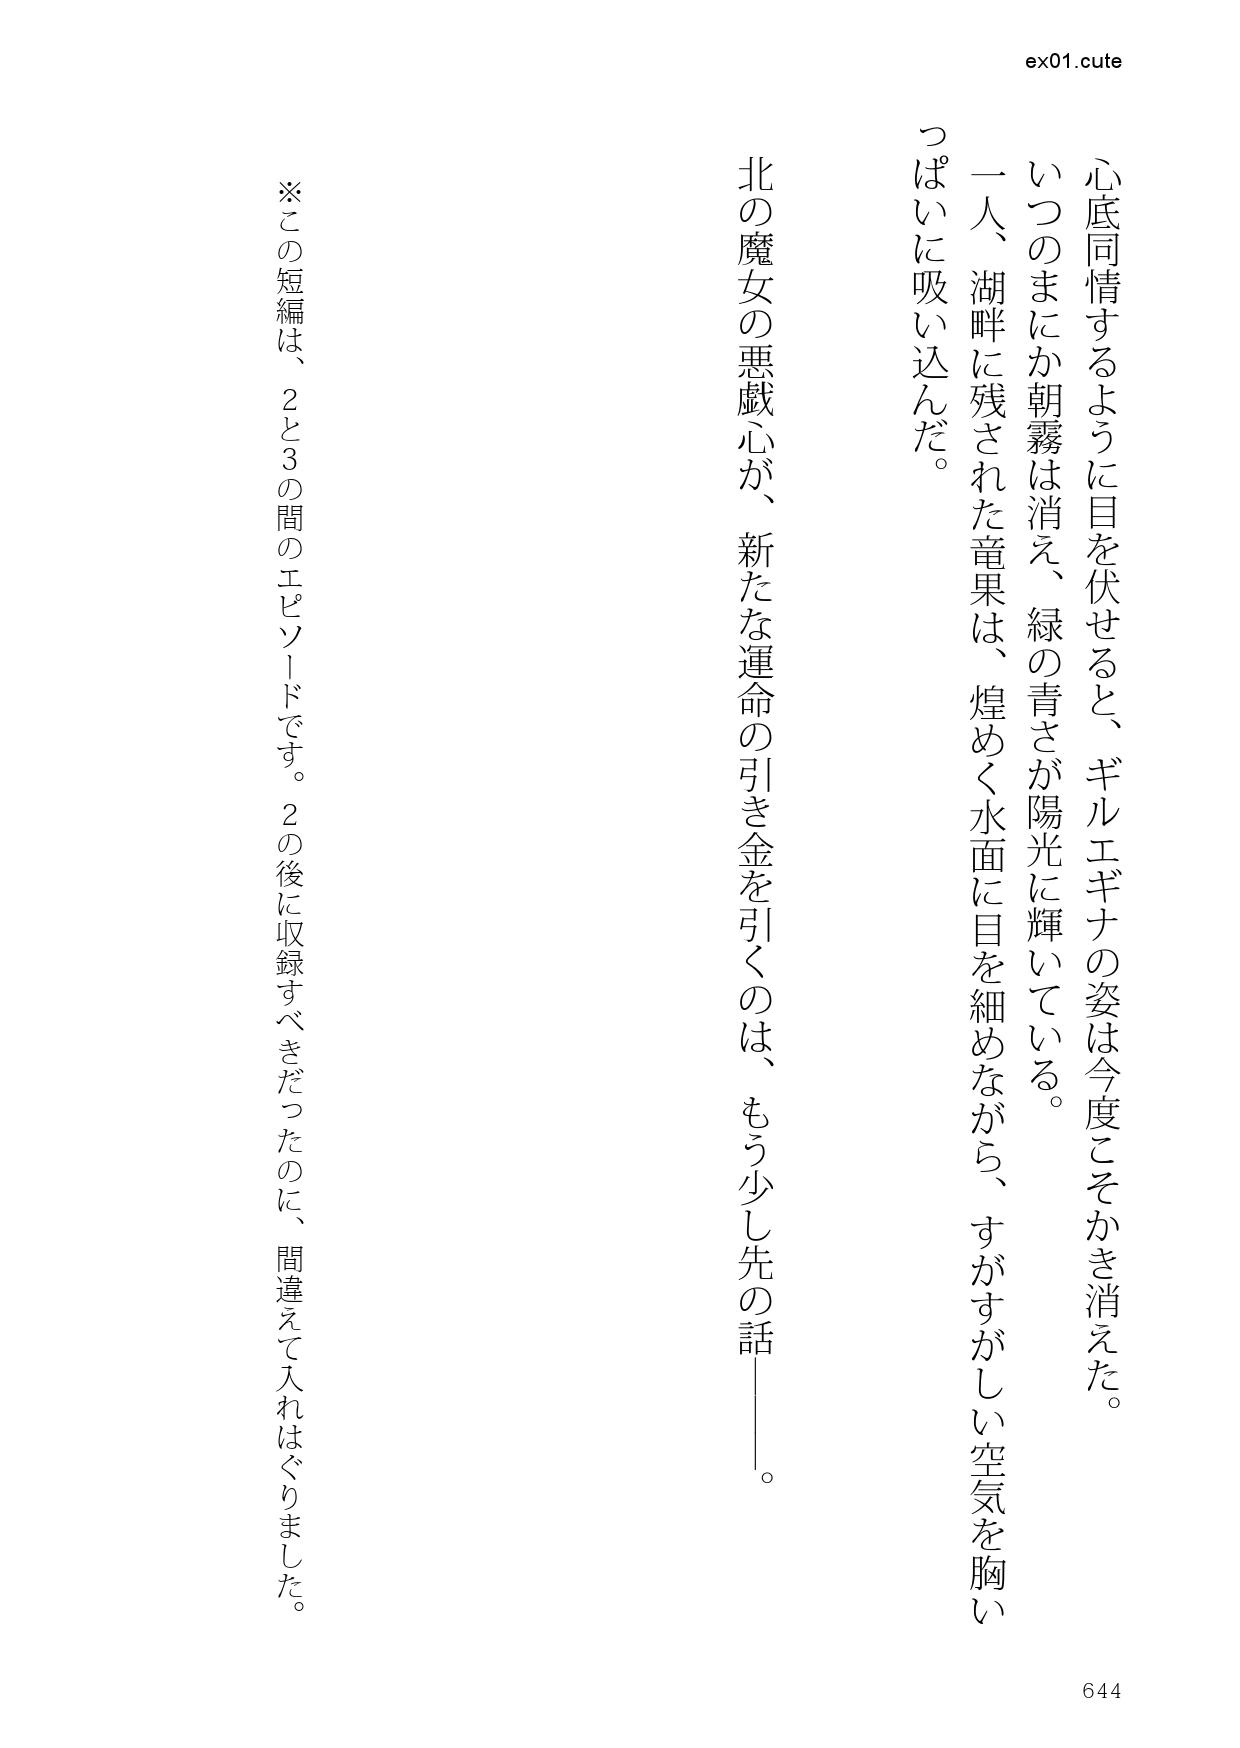 ex01.cute
心底同情するように目を伏せると、ギルエギナの姿は今度こそかき消えた。
いつのまにか朝霧は消え、緑の青さが陽光に輝いている。
一人、湖畔に残された竜果は、煌めく水面に目を細めながら、すがすがしい空気を胸い
っぱいに吸い込んだ。
北の魔女の悪戯心が、新たな運命の引き金を引くのは、もう少し先の話―――。
※この短編は、2と3の間のエピソードです。2の後に収録すべきだったのに、間違えて入れはぐりました。
644